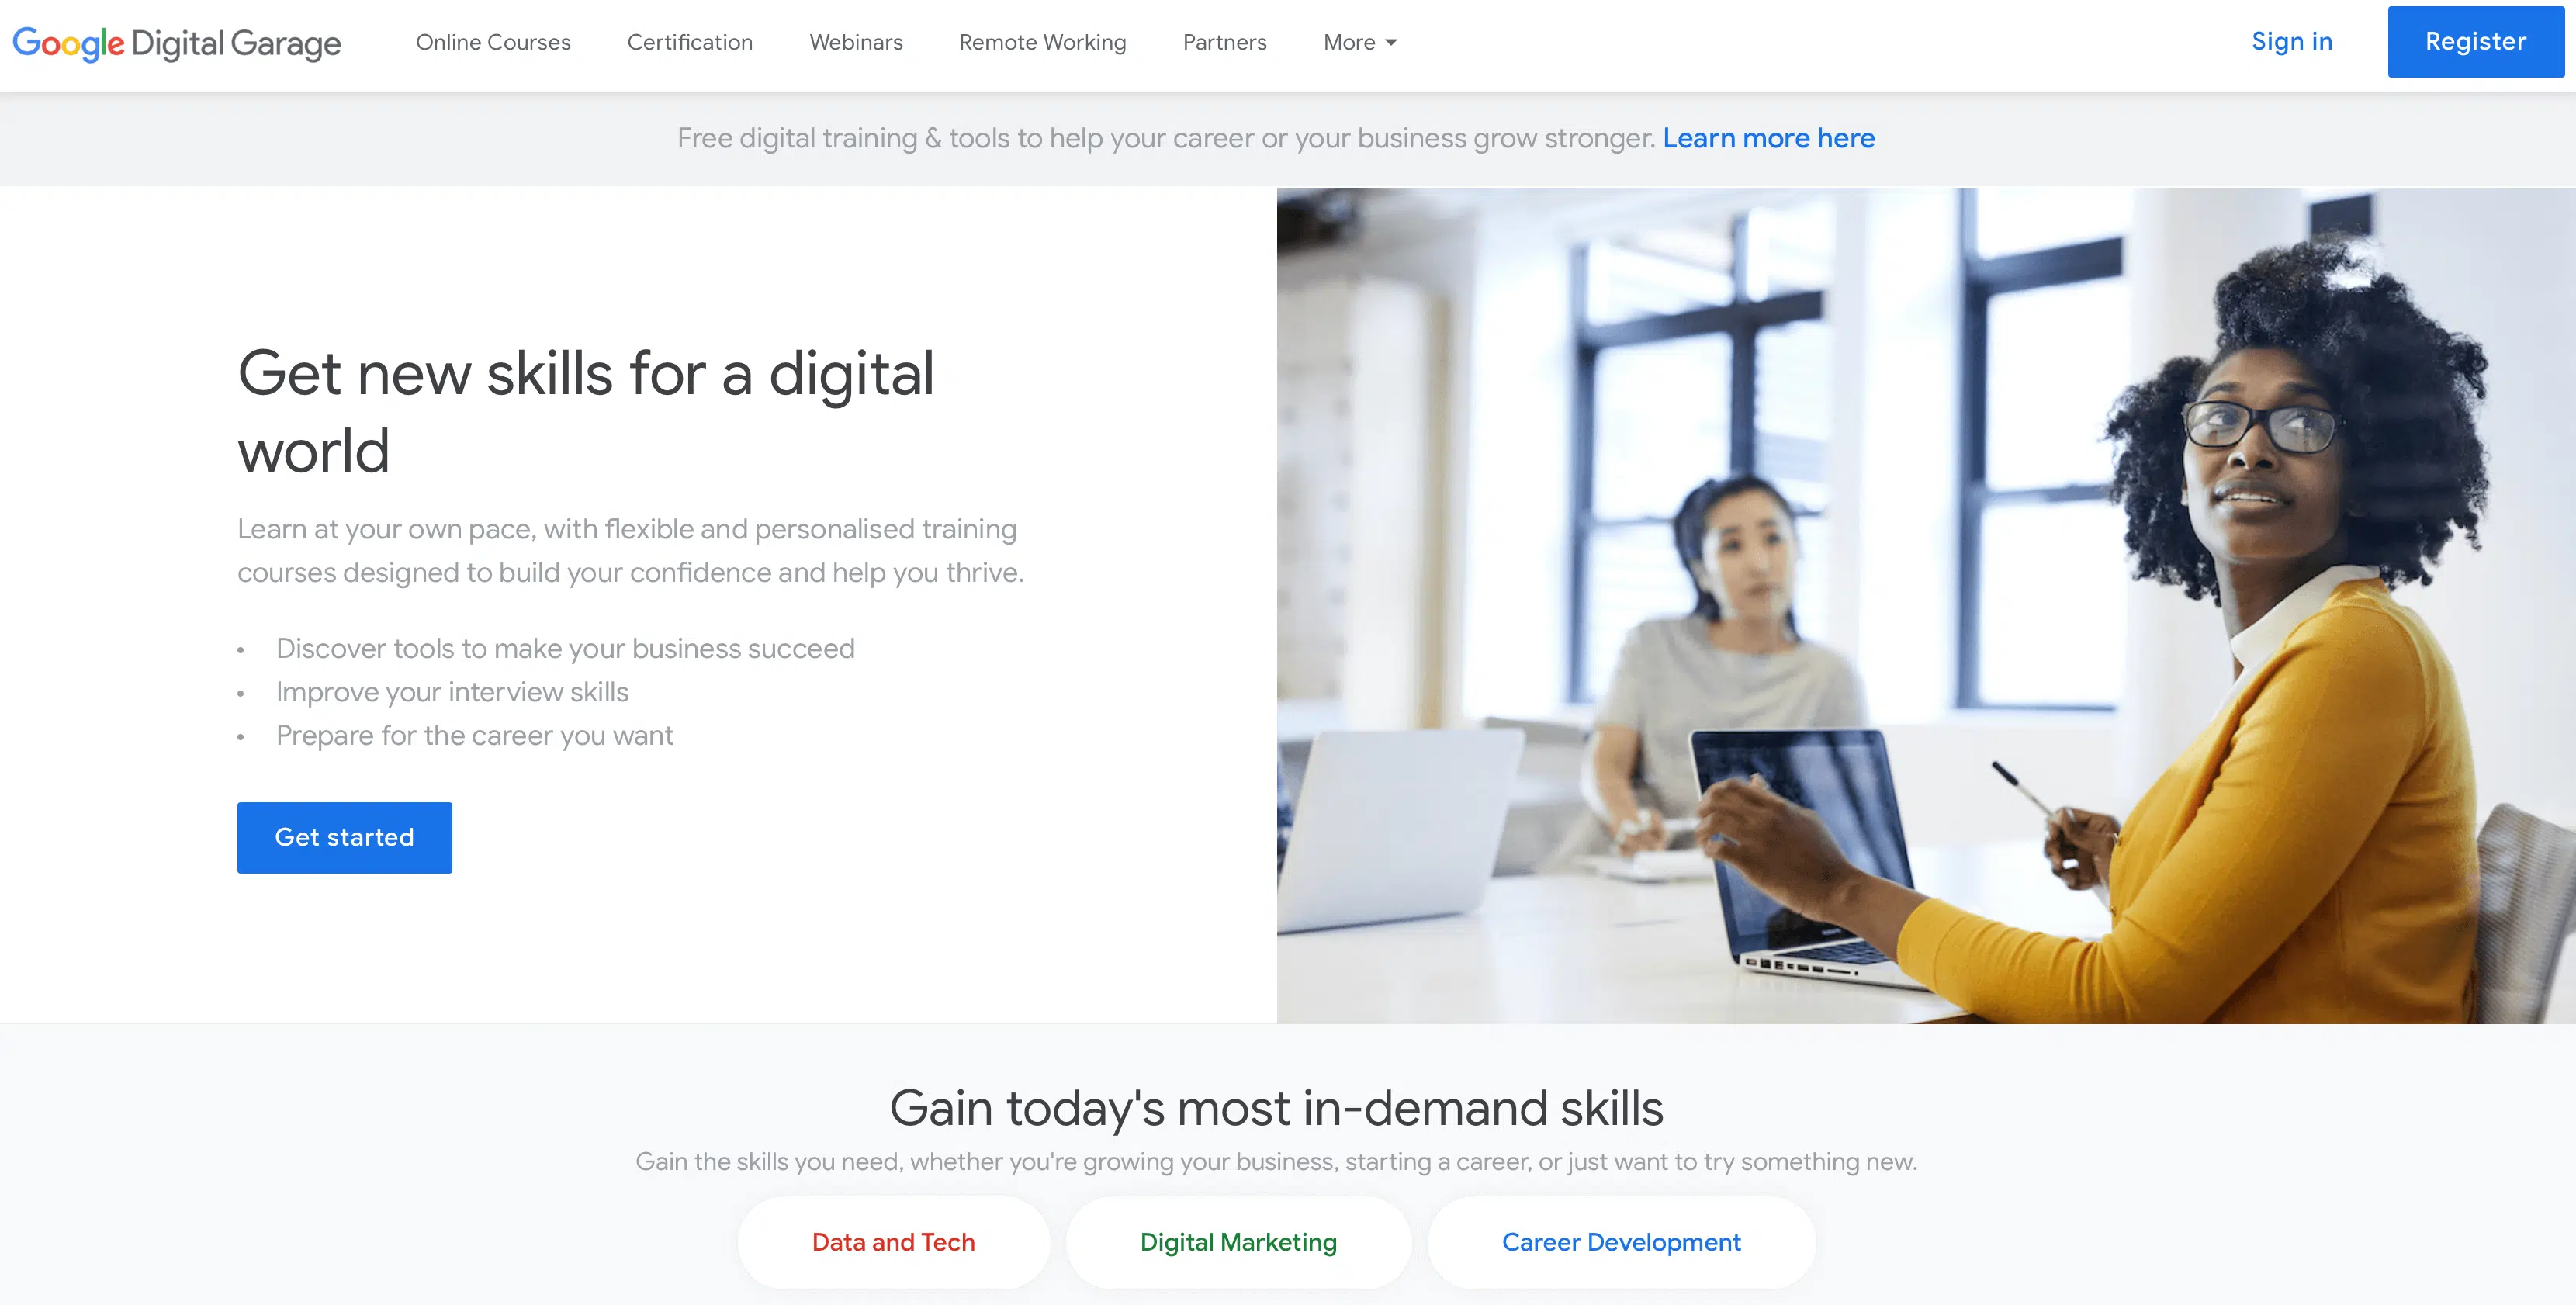 Google Digital Garage
Online Courses
Certification
Webinars
Remote Working
Partners
More
Sign in
Register
Free digital training & tools to help your career or your business grow stronger. Learn more here
Get new skills for a digital
world
Learn at your own pace, with flexible and personalised training
courses designed to build your confidence and help you thrive.
• Discover tools to make your business succeed
• Improve your interview skills
• Prepare for the career you want
Get started
Gain today's most in-demand skills
Gain the skills you need, whether you're growing your business, starting a career, or just want to try something new.
Data and Tech
Digital Marketing
Career Development